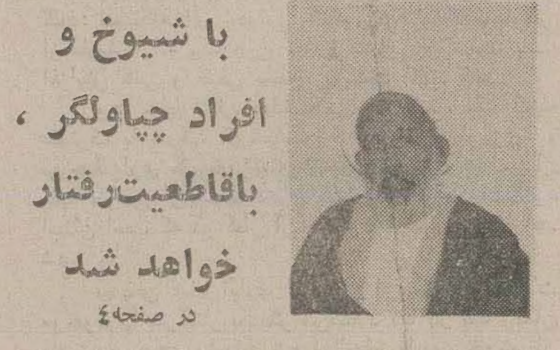 با شیوخ و
افراد چپاولگر ،
باقاطعیت‌رفتار
خواهد شد
در صفحه٤